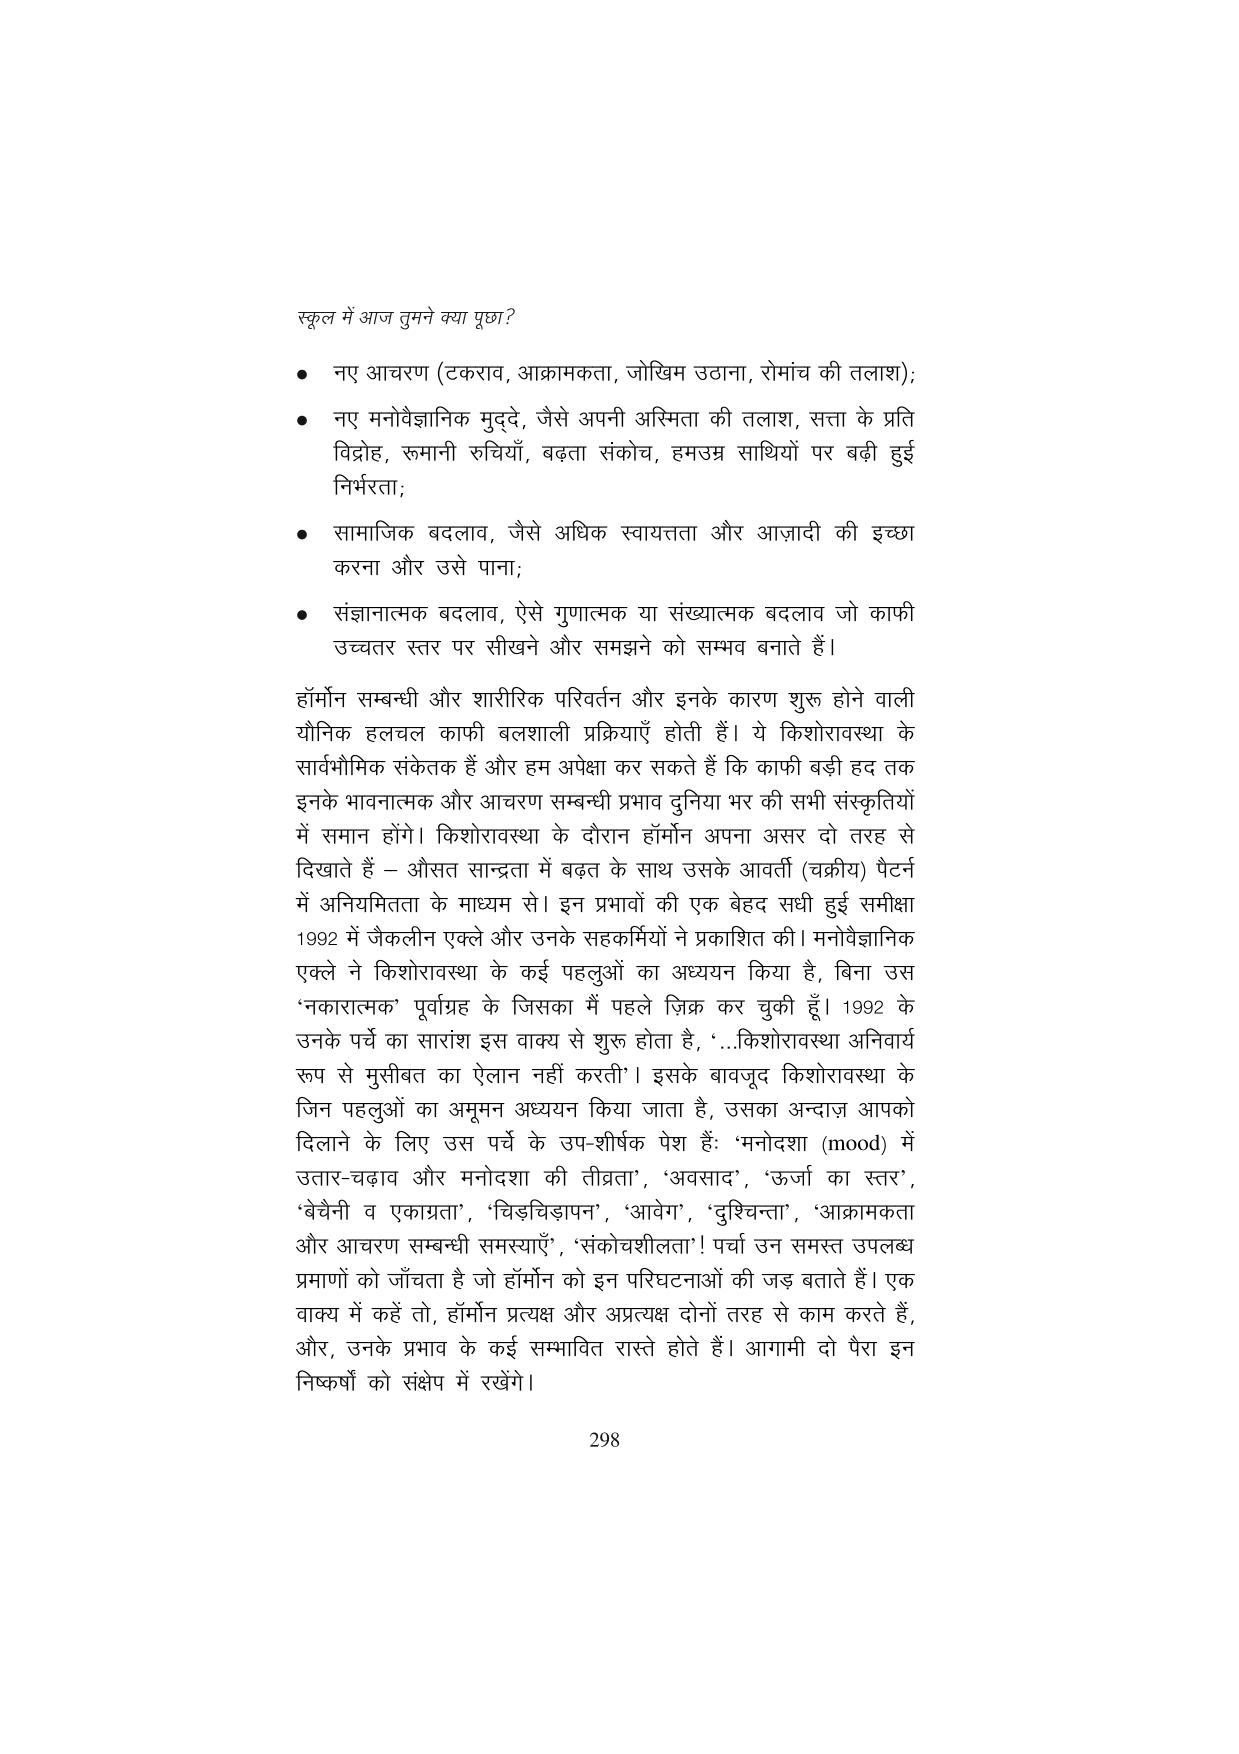 स्कूल में आज तुमने क्या पूछा?
● नए आचरण (टकराव, आक्रामकता, जोखिम उठाना, रोमांच की तलाश);
● नए मनोवैज्ञानिक मुद्दे, जैसे अपनी अस्मिता की तलाश, सत्ता के प्रति
विद्रोह, रूमानी रुचियाँ, बढ़ता संकोच, हमउम्र साथियों पर बढ़ी हुई
निर्भरता;
● सामाजिक बदलाव, जैसे अधिक स्वायत्तता और आज़ादी की इच्छा
करना और उसे पाना;
● संज्ञानात्मक बदलाव, ऐसे गुणात्मक या संख्यात्मक बदलाव जो काफी
उच्चतर स्तर पर सीखने और समझने को सम्भव बनाते हैं।
हॉर्मोन सम्बन्धी और शारीरिक परिवर्तन और इनके कारण शुरू होने वाली
यौनिक हलचल काफी बलशाली प्रक्रियाएँ होती हैं। ये किशोरावस्था के
सार्वभौमिक संकेतक हैं और हम अपेक्षा कर सकते हैं कि काफी बड़ी हद तक
इनके भावनात्मक और आचरण सम्बन्धी प्रभाव दुनिया भर की सभी संस्कृतियों
में समान होंगे। किशोरावस्था के दौरान हॉर्मोन अपना असर दो तरह से
दिखाते हैं – औसत सान्द्रता में बढ़त के साथ उसके आवर्ती (चक्रीय) पैटर्न
में अनियमितता के माध्यम से। इन प्रभावों की एक बेहद सधी हुई समीक्षा
1992 में जैकलीन एक्ले और उनके सहकर्मियों ने प्रकाशित की। मनोवैज्ञानिक
एक्ले ने किशोरावस्था के कई पहलुओं का अध्ययन किया है, बिना उस
‘नकारात्मक’ पूर्वाग्रह के जिसका मैं पहले ज़िक्र कर चुकी हूँ। 1992 के
उनके पर्चे का सारांश इस वाक्य से शुरू होता है, ‘...किशोरावस्था अनिवार्य
रूप से मुसीबत का ऐलान नहीं करती’। इसके बावजूद किशोरावस्था के
जिन पहलुओं का अमूमन अध्ययन किया जाता है, उसका अन्दाज़ आपको
दिलाने के लिए उस पर्चे के उप-शीर्षक पेश हैं: ‘मनोदशा (mood) में
उतार-चढ़ाव और मनोदशा की तीव्रता’, ‘अवसाद’, ‘ऊर्जा का स्तर’,
‘बेचैनी व एकाग्रता’, ‘चिड़चिड़ापन’, ‘आवेग’, ‘दुश्चिन्ता’, ‘आक्रामकता
और आचरण सम्बन्धी समस्याएँ’, ‘संकोचशीलता’! पर्चा उन समस्त उपलब्ध
प्रमाणों को जाँचता है जो हॉर्मोन को इन परिघटनाओं की जड़ बताते हैं। एक
वाक्य में कहें तो, हॉर्मोन प्रत्यक्ष और अप्रत्यक्ष दोनों तरह से काम करते हैं,
और, उनके प्रभाव के कई सम्भावित रास्ते होते हैं। आगामी दो पैरा इन
निष्कर्षों को संक्षेप में रखेंगे।
298